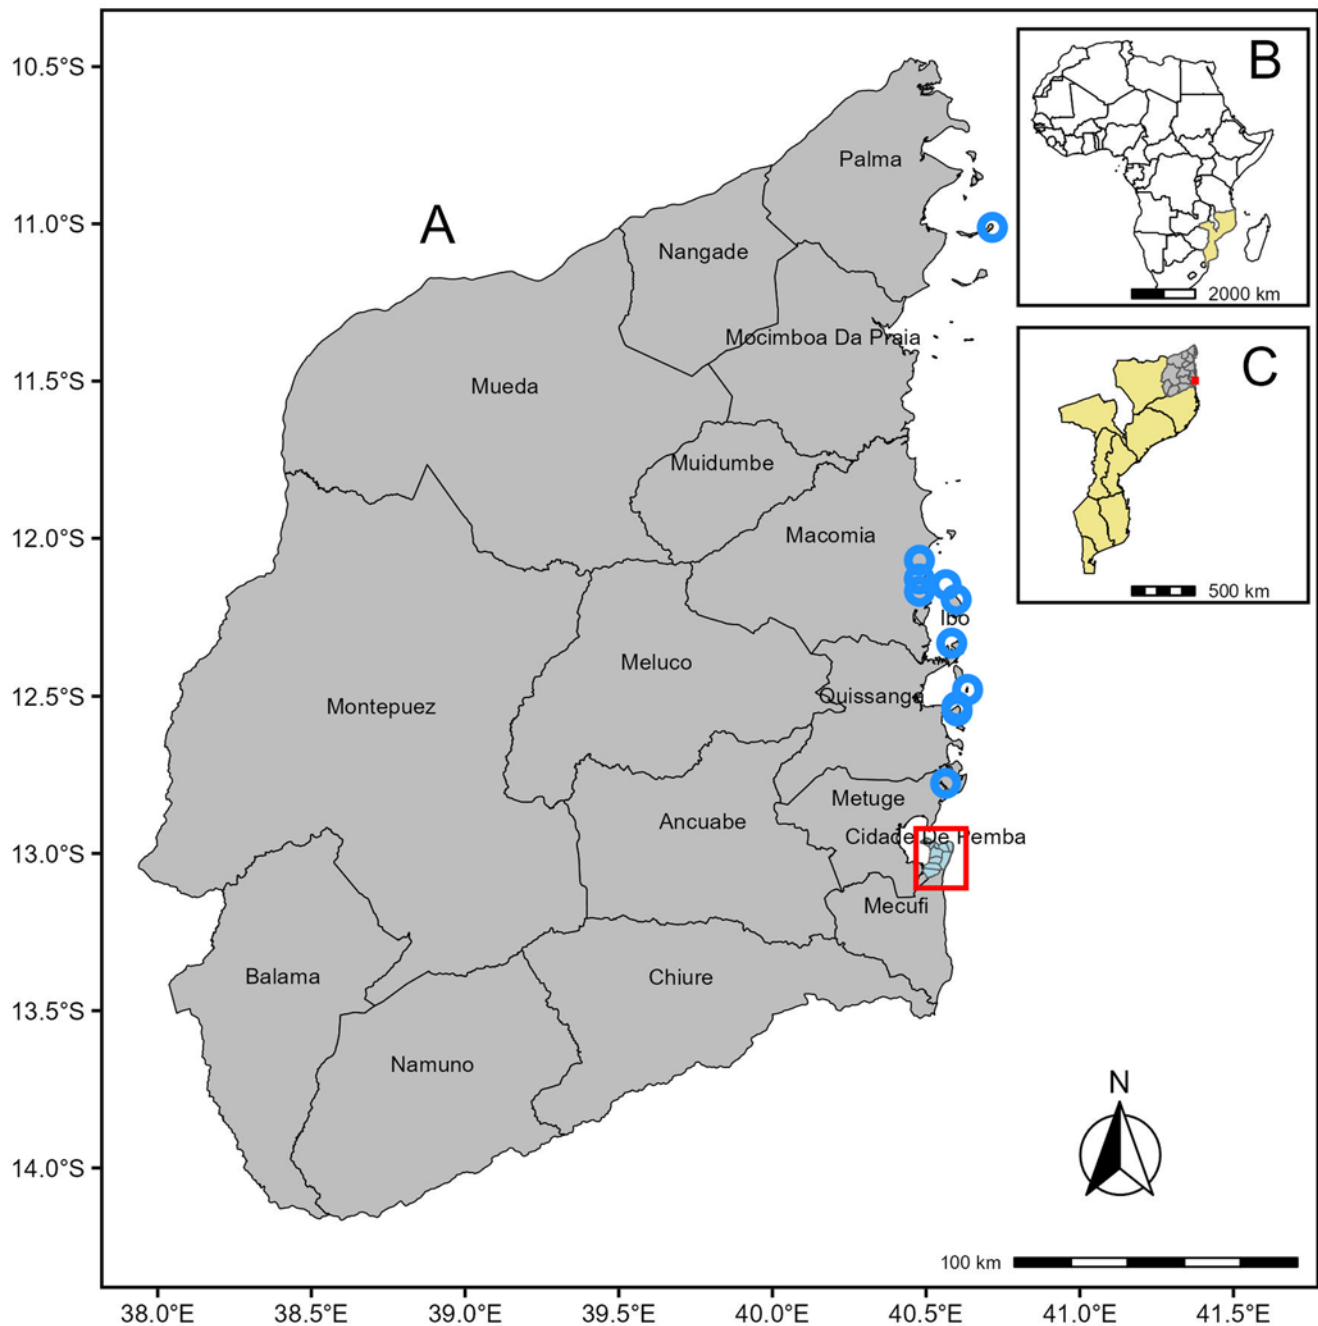 10.5°S
11.0°S
11.5°S
12.0°S
12.5°S
13.0°S
13.5°S
14.0°S
A
Palma
Nangade
Mocimboa Da Praia
Mueda
Muidumbe
Macomia
Ibo
Meluco
Quissanga
Montepuez
Metuge
Ancuabe
Cidade De Pemba
Mecufi
Balama
Chiure
Namuno
B
2000 km
C
500 km
N
100 km
38.0°E
38.5°E
39.0°E
39.5°E
40.0°E
40.5°E
41.0°E
41.5°E